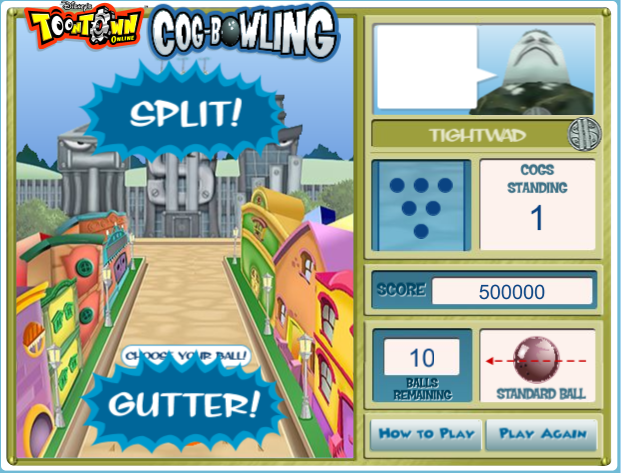 Disney's
TOONTOWN
ONLINE
COG-BOWLING
SPLIT!
TIGHTWAD
COGS
STANDING
1
SCORE 500000
CHOOSE YOUR BALL!
10
BALLS
REMAINING
STANDARD BALL
GUTTER!
HOW TO PLAY
PLAY AGAIN